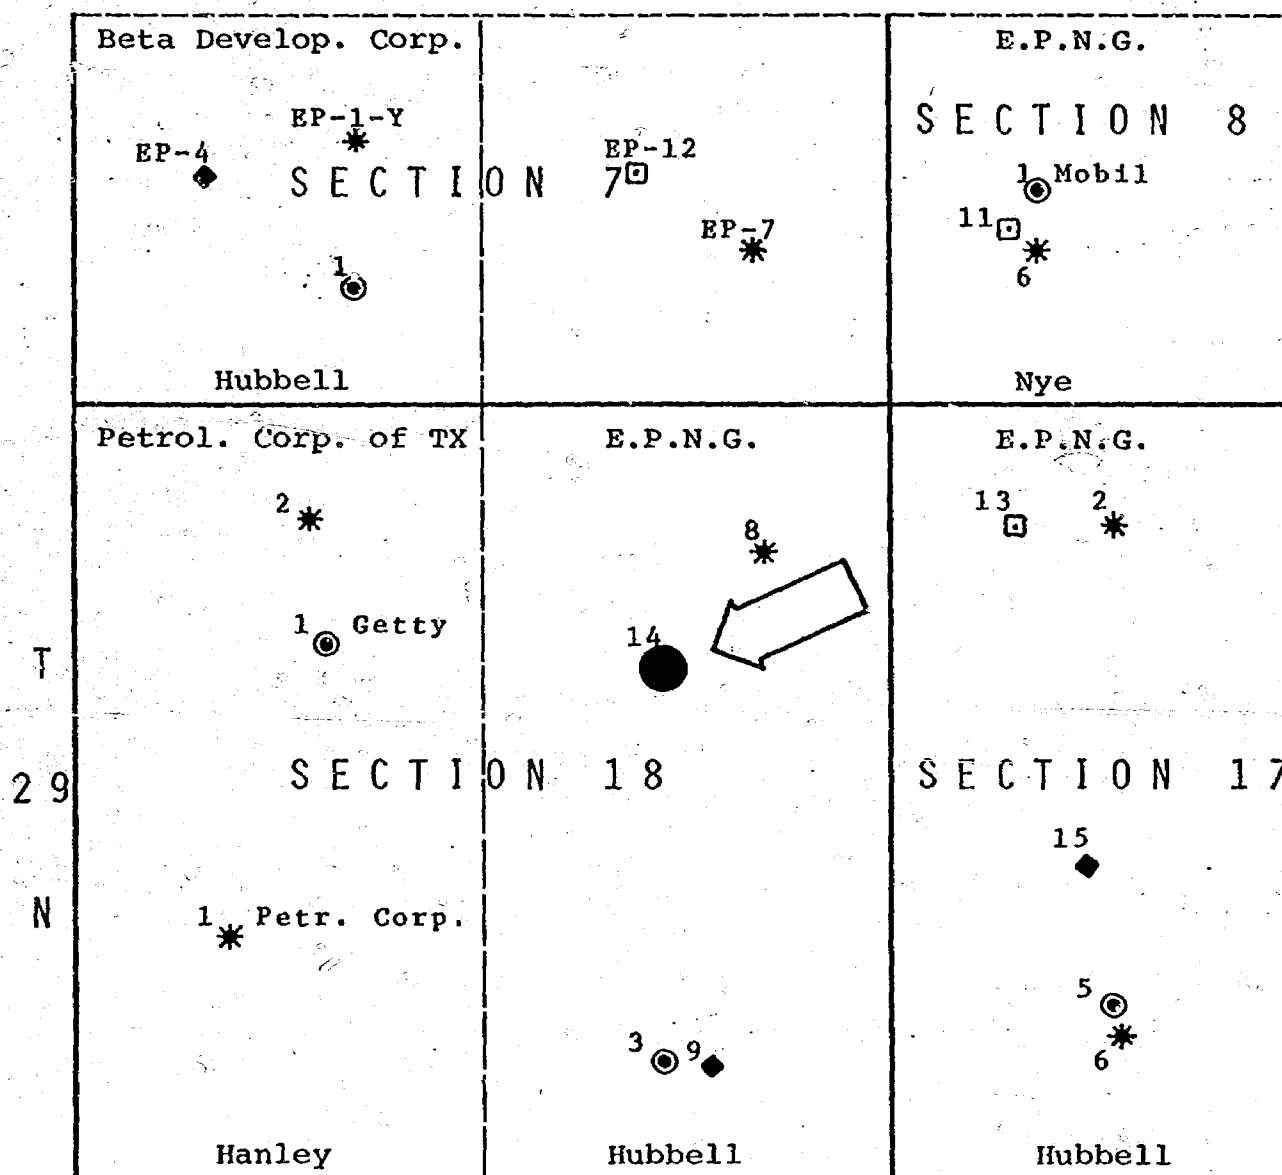 Beta Develop. Corp.
E.P.N.G.
SECTION 8
EP-1-Y
EP-4
EP-12
SECTION 7
1 Mobil
11
EP-7
6
1
Hubbell
Nye
Petrol. Corp. of TX
E.P.N.G.
E.P.N.G.
2
13
2
8
1 Getty
14
T
29
N
SECTION 18
SECTION 17
15
1 Petr. Corp.
5
3
9
6
Hanley
Hubbell
Hubbell